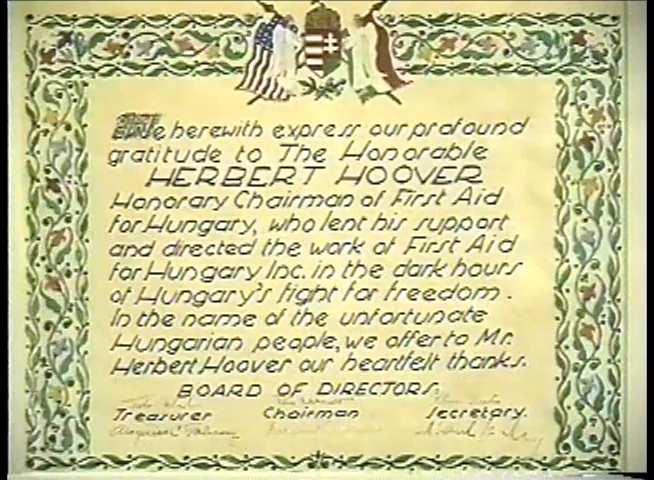 We herewith express our profound
gratitude to The Honorable
HERBERT HOOVER
Honorary Chairman of First Aid
for Hungary, who lent his support
and directed the work of First Aid
for Hungary Inc. in the dark hours
of Hungary's fight for freedom.
In the name of the unfortunate
Hungarian people, we offer to Mr.
Herbert Hoover our heartfelt thanks.
BOARD OF DIRECTORS.
Treasurer Chairman Secretary.